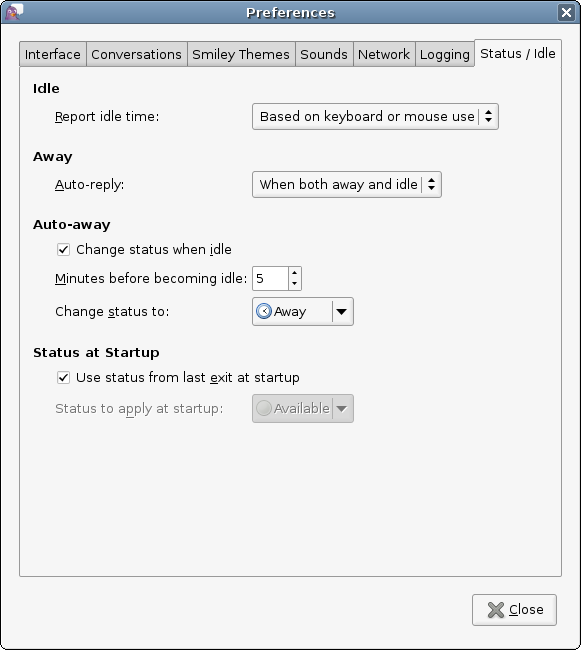 Preferences
Interface Conversations Smiley Themes Sounds Network Logging Status / Idle
Idle
Report idle time: Based on keyboard or mouse use
Away
Auto-reply: When both away and idle
Auto-away
Change status when idle
Minutes before becoming idle: 5
Change status to: Away
Status at Startup
Use status from last exit at startup
Status to apply at startup: Available
Close